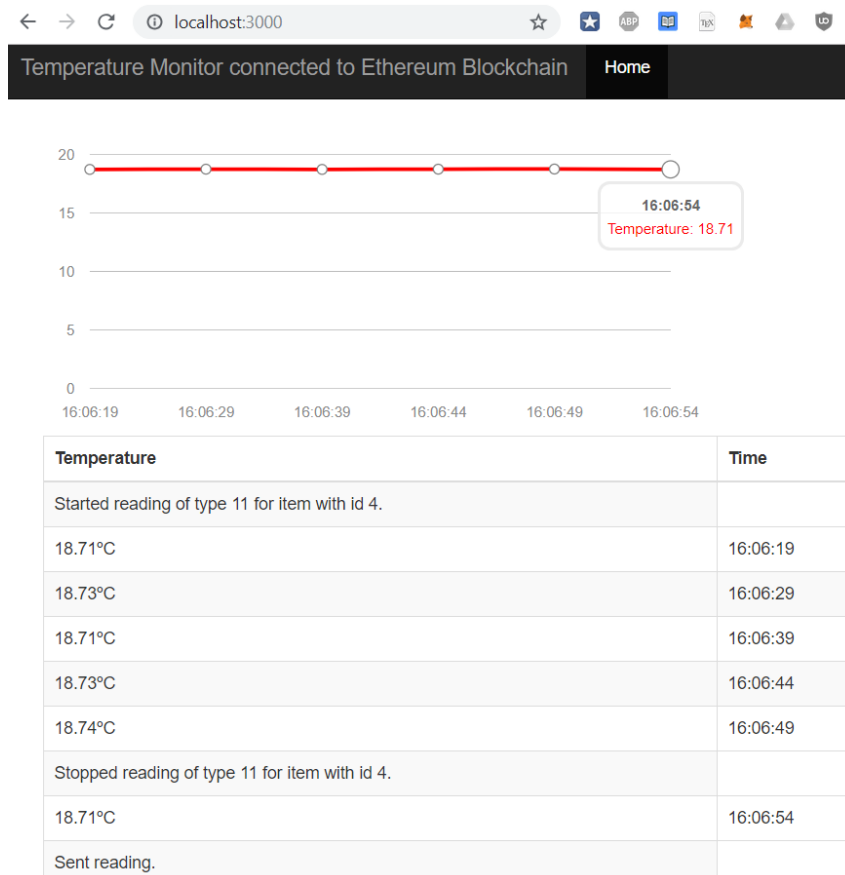 localhost:3000
ABP
TEX
UO
Temperature Monitor connected to Ethereum Blockchain Home
20
15
10
5
0
16:06:54
Temperature: 18.71
16:06:19 16:06:29 16:06:39 16:06:44 16:06:49 16:06:54
Temperature Time
Started reading of type 11 for item with id 4.
18.71ºC 16:06:19
18.73ºC 16:06:29
18.71ºC 16:06:39
18.73ºC 16:06:44
18.74ºC 16:06:49
Stopped reading of type 11 for item with id 4.
18.71ºC 16:06:54
Sent reading.